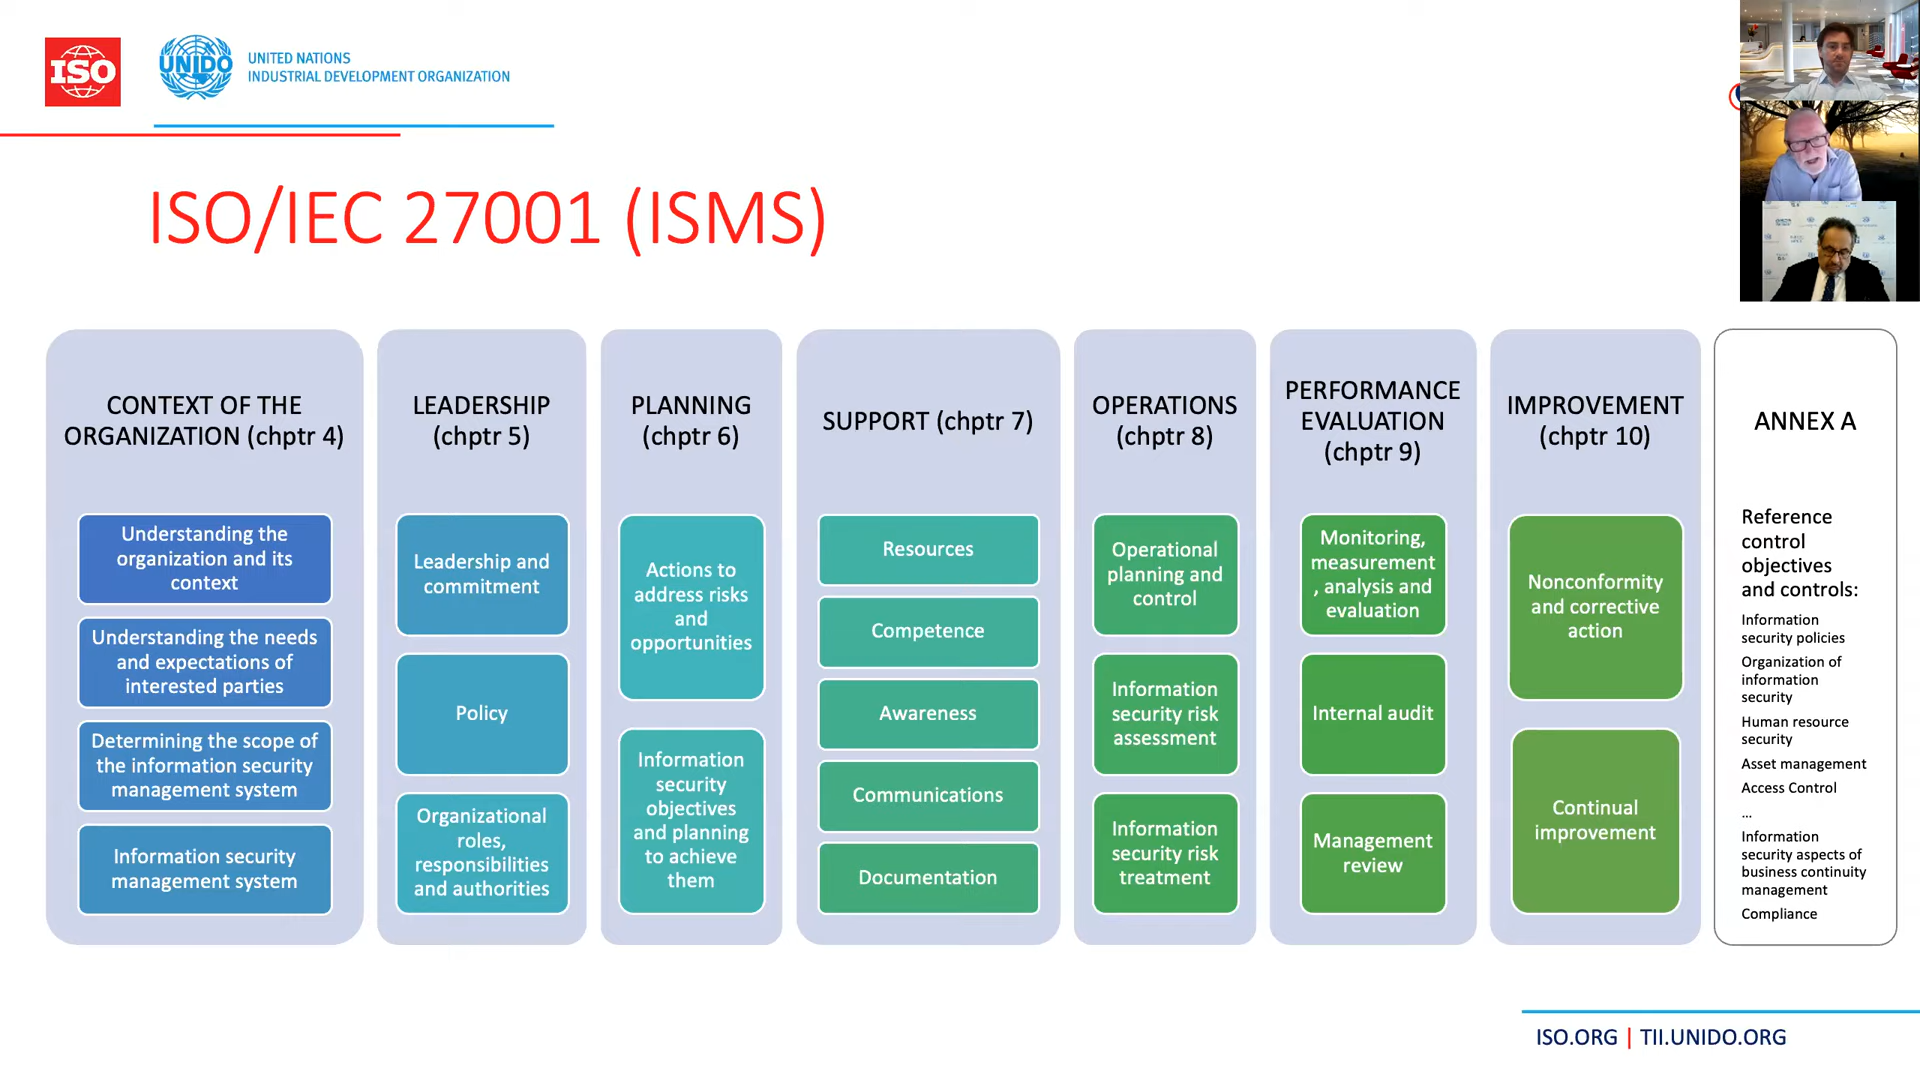 ISO
UNIDO
UNITED NATIONS
INDUSTRIAL DEVELOPMENT ORGANIZATION
ISO/IEC 27001 (ISMS)
CONTEXT OF THE
ORGANIZATION (chptr 4)
Understanding the
organization and its
context
Understanding the needs
and expectations of
interested parties
Determining the scope of
the information security
management system
Information security
management system
LEADERSHIP
(chptr 5)
Leadership and
commitment
Policy
Organizational
roles,
responsibilities
and authorities
PLANNING
(chptr 6)
Actions to
address risks
and
opportunities
Information
security
objectives
and planning
to achieve
them
SUPPORT (chptr 7)
Resources
Competence
Awareness
Communications
Documentation
OPERATIONS
(chptr 8)
Operational
planning and
control
Information
security risk
assessment
Information
security risk
treatment
PERFORMANCE
EVALUATION
(chptr 9)
Monitoring,
measurement
, analysis and
evaluation
Internal audit
Management
review
IMPROVEMENT
(chptr 10)
Nonconformity
and corrective
action
Continual
improvement
ANNEX A
Reference
control
objectives
and controls:
Information
security policies
Organization of
information
security
Human resource
security
Asset management
Access Control
...
Information
security aspects of
business continuity
management
Compliance
ISO.ORG | TII.UNIDO.ORG